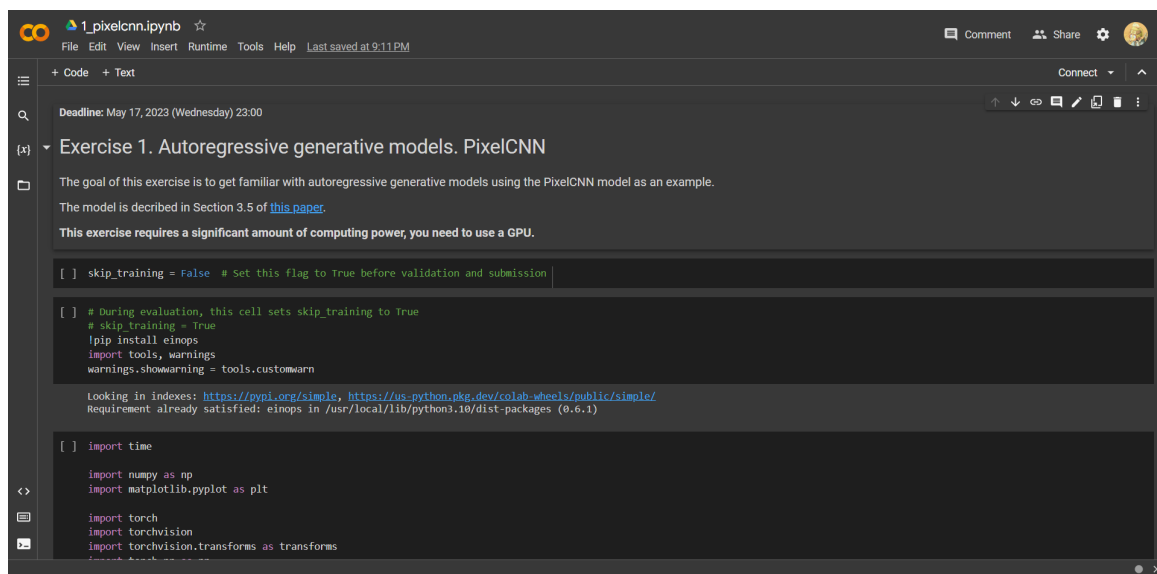 1_pixelcnn.ipynb
Comment
Share
File Edit View Insert Runtime Tools Help Last saved at 9:11 PM
+ Code + Text
Connect
Deadline: May 17, 2023 (Wednesday) 23:00
Exercise 1. Autoregressive generative models. PixelCNN
The goal of this exercise is to get familiar with autoregressive generative models using the PixelCNN model as an example.
The model is decribed in Section 3.5 of this paper.
This exercise requires a significant amount of computing power, you need to use a GPU.
[ ] skip_training = False # Set this flag to True before validation and submission
[ ] # During evaluation, this cell sets skip_training to True
# skip_training = True
!pip install einops
import tools, warnings
warnings.showwarning = tools.customwarn
Looking in indexes: https://pypi.org/simple, https://us-python.pkg.dev/colab-wheels/public/simple/
Requirement already satisfied: einops in /usr/local/lib/python3.10/dist-packages (0.6.1)
[ ] import time
import numpy as np
import matplotlib.pyplot as plt
import torch
import torchvision
import torchvision.transforms as transforms